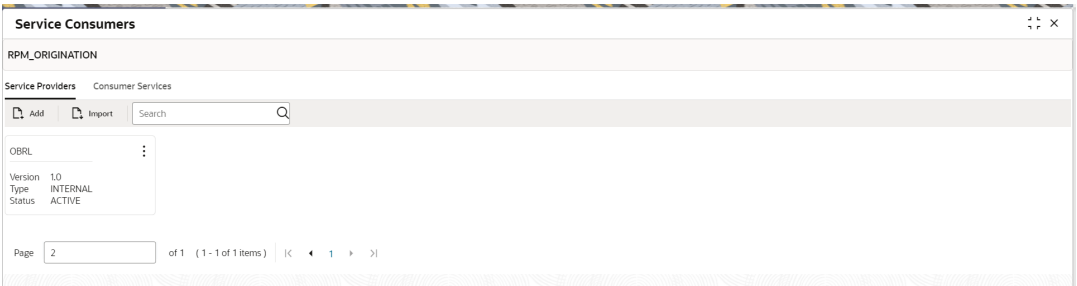 Service Consumers
RPM_ORIGINATION
Service Providers Consumer Services
Add Import Search
OBRL
Version 1.0
Type INTERNAL
Status ACTIVE
Page 2 of 1 (1 - 1 of 1 items) 1